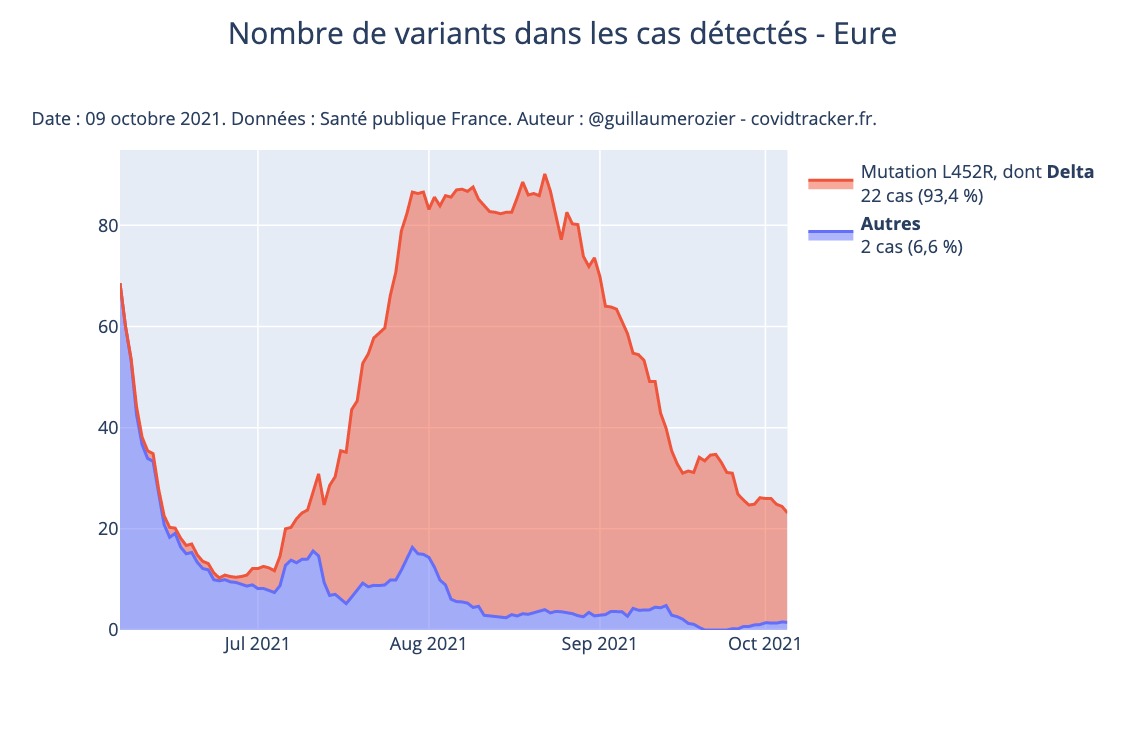 Nombre de variants dans les cas détectés - Eure
Date : 09 octobre 2021. Données : Santé publique France. Auteur : @guillaumerozier - covidtracker.fr.
Mutation L452R, dont Delta
22 cas (93,4 %)
Autres
2 cas (6,6 %)
80
60
40
20
0
Jul 2021
Aug 2021
Sep 2021
Oct 2021